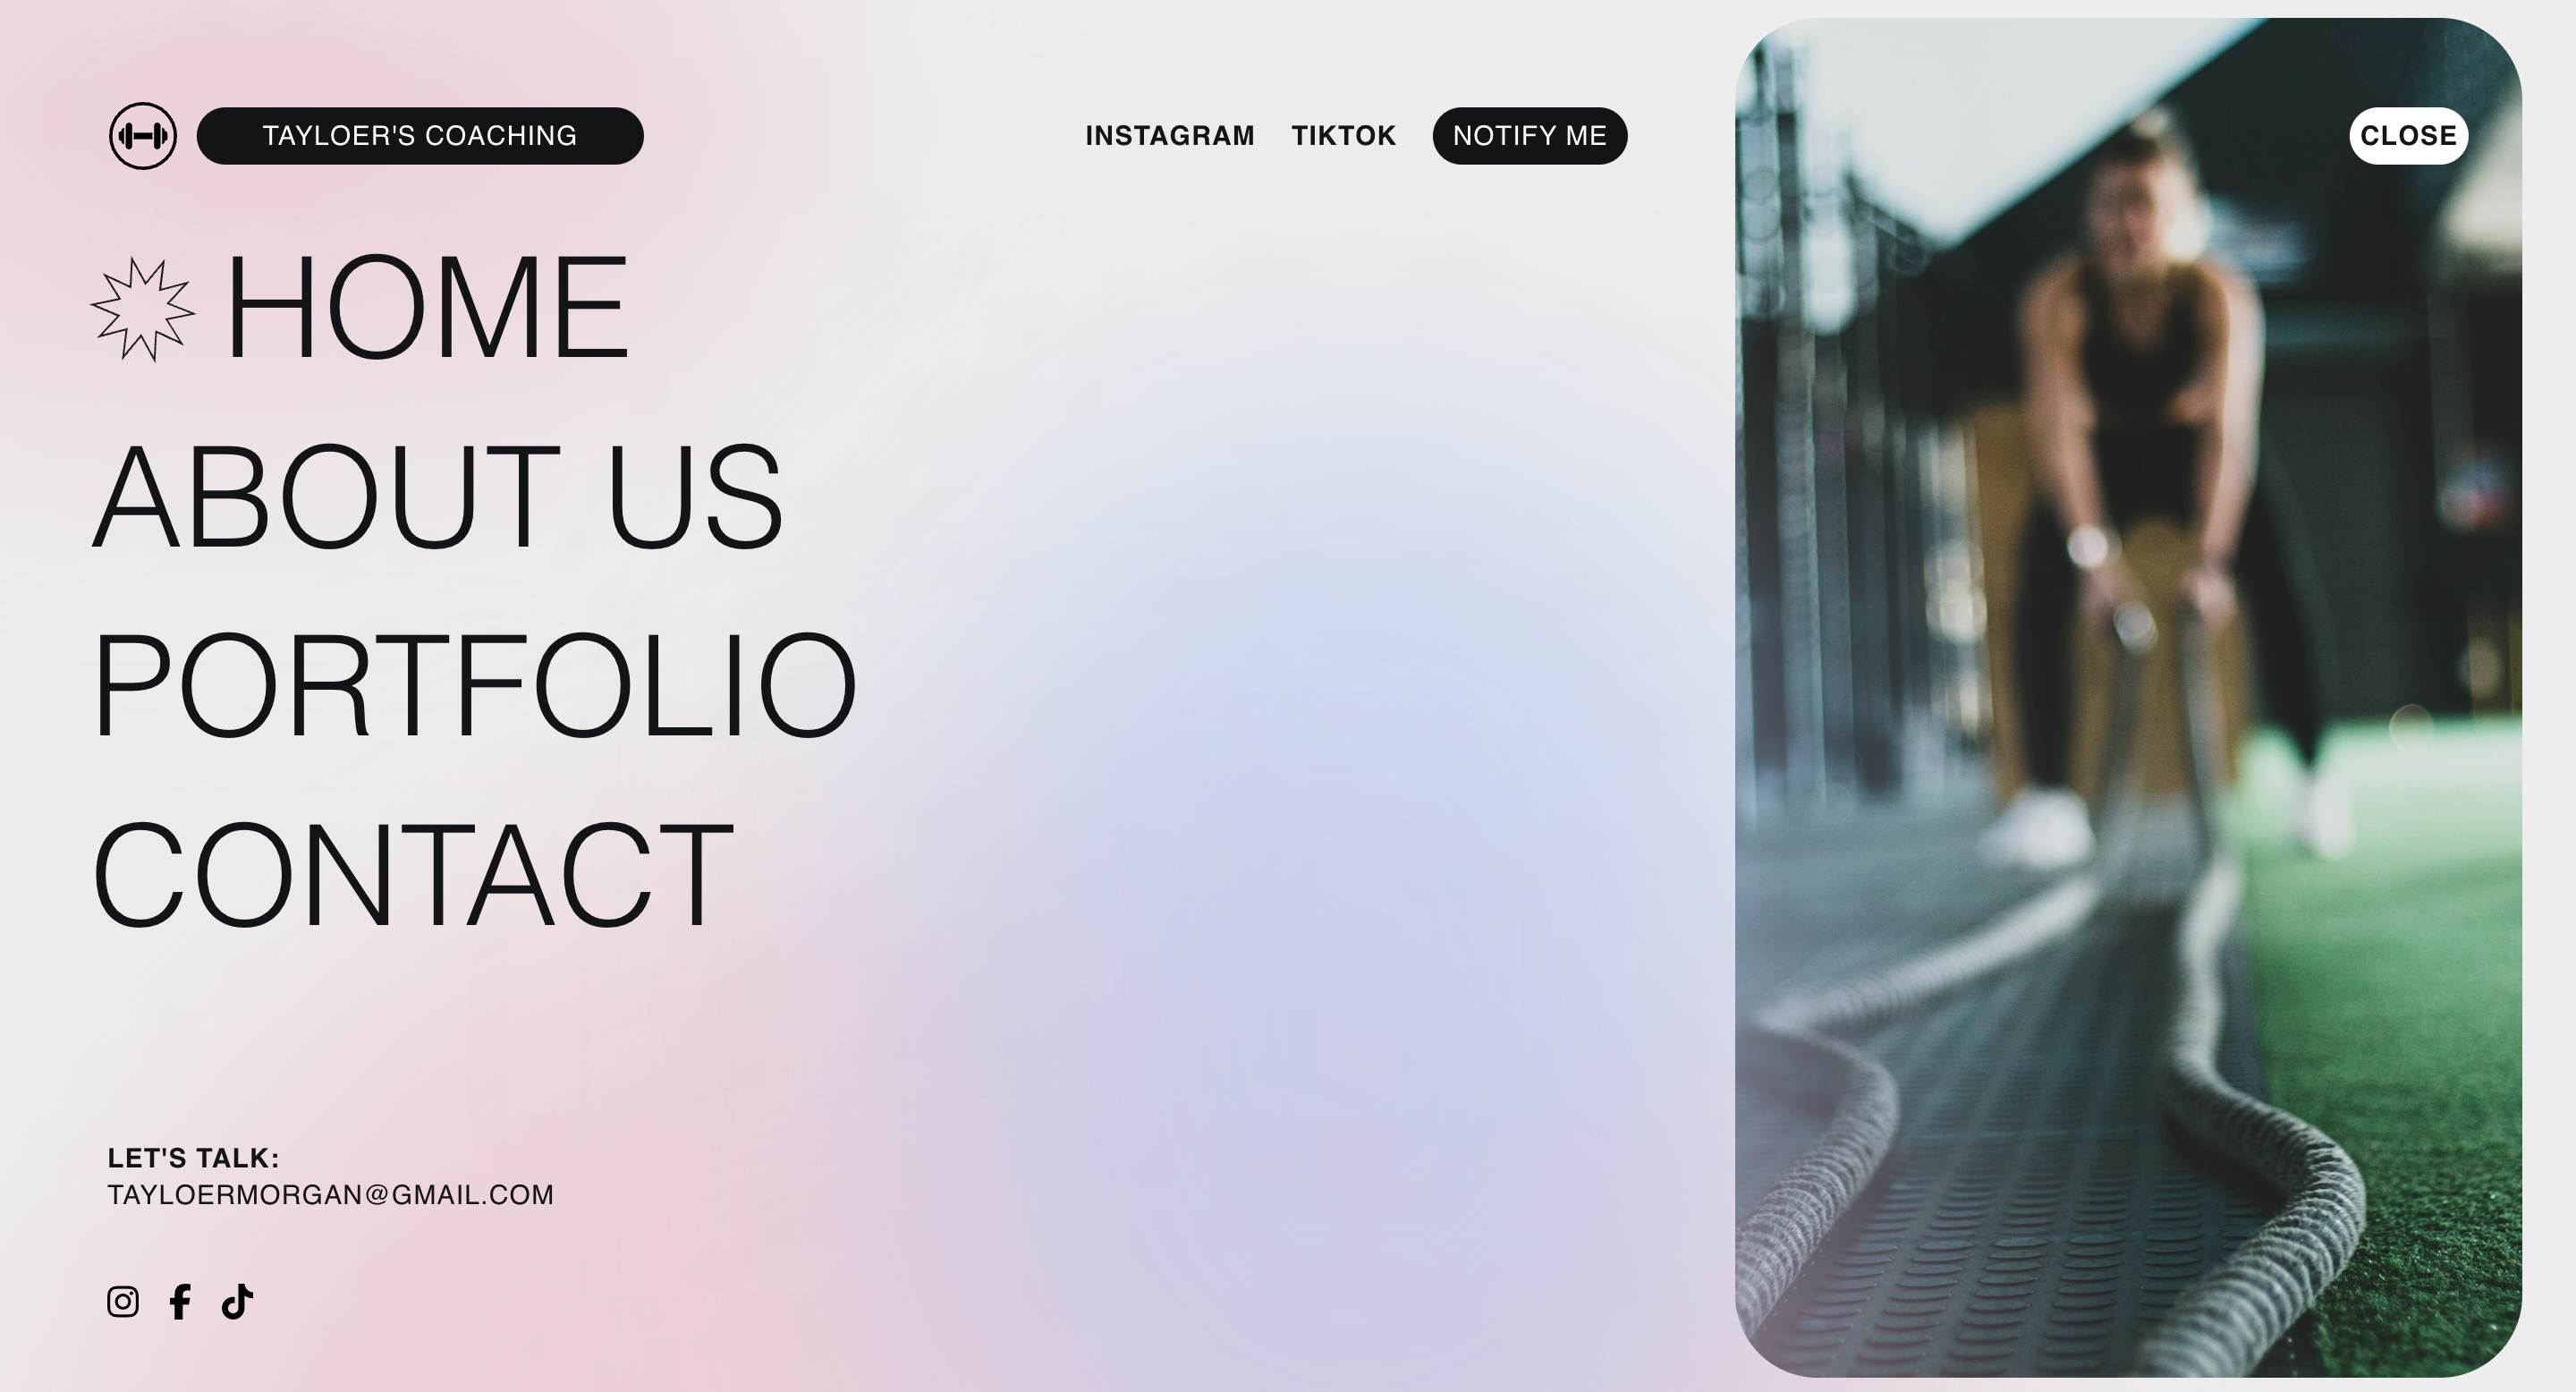 TAYLOER'S COACHING
INSTAGRAM
TIKTOK
NOTIFY ME
CLOSE
HOME
ABOUT US
PORTFOLIO
CONTACT
LET'S TALK:
TAYLOERMORGAN@GMAIL.COM